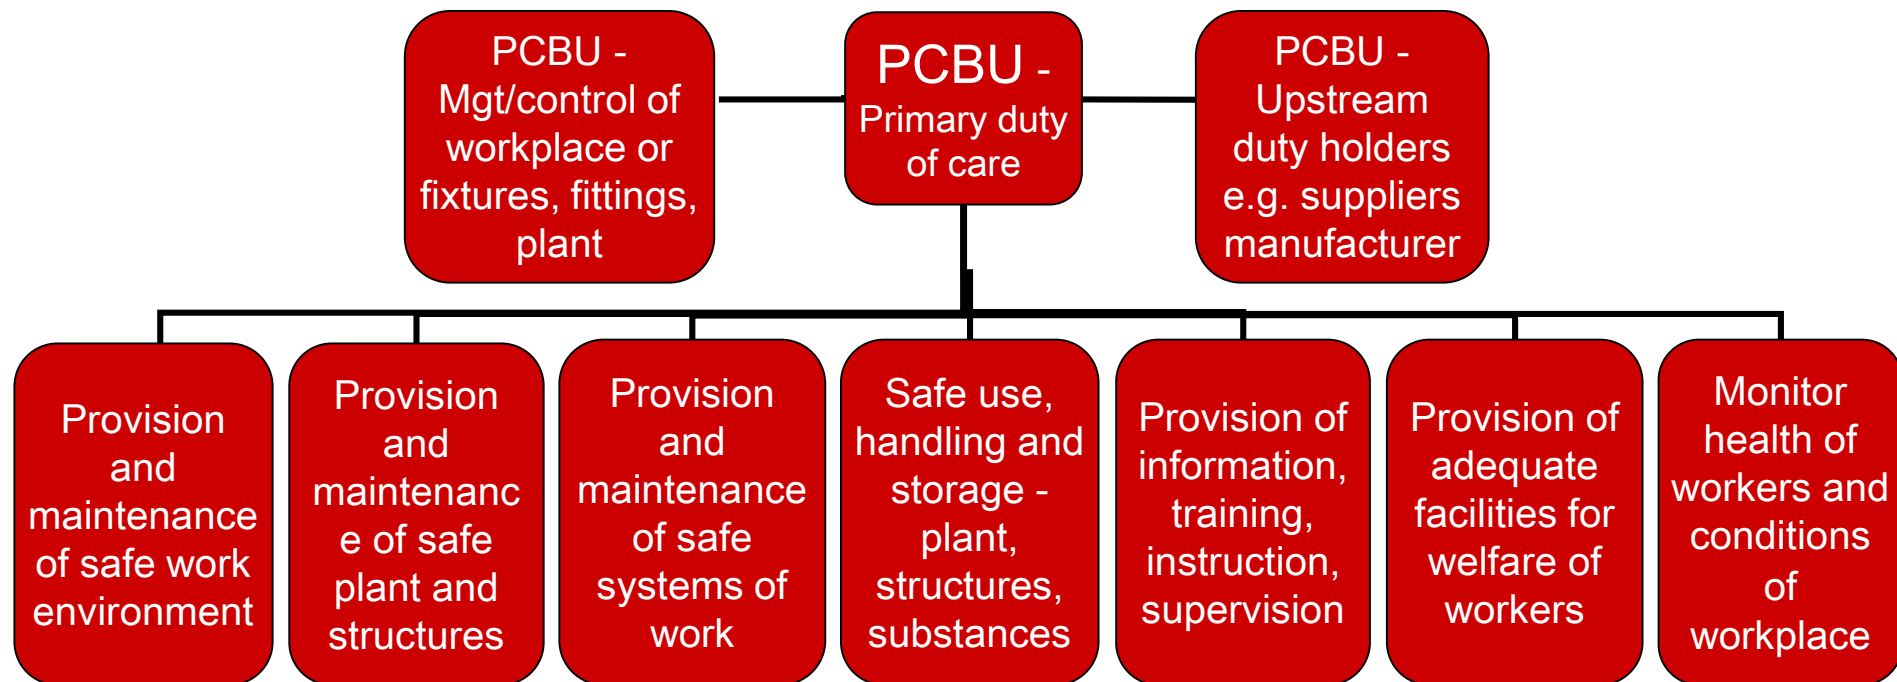 PCBU -
Mgt/control of
workplace or
fixtures, fittings,
plant
PCBU -
Primary duty
of care
PCBU -
Upstream
duty holders
e.g. suppliers
manufacturer
Provision
and
maintenance
of safe work
environment
Provision
and
maintenanc
e of safe
plant and
structures
Provision
and
maintenance
of safe
systems of
work
Safe use,
handling and
storage -
plant,
structures,
substances
Provision of
information,
training,
instruction,
supervision
Provision of
adequate
facilities for
welfare of
workers
Monitor
health of
workers and
conditions
of
workplace